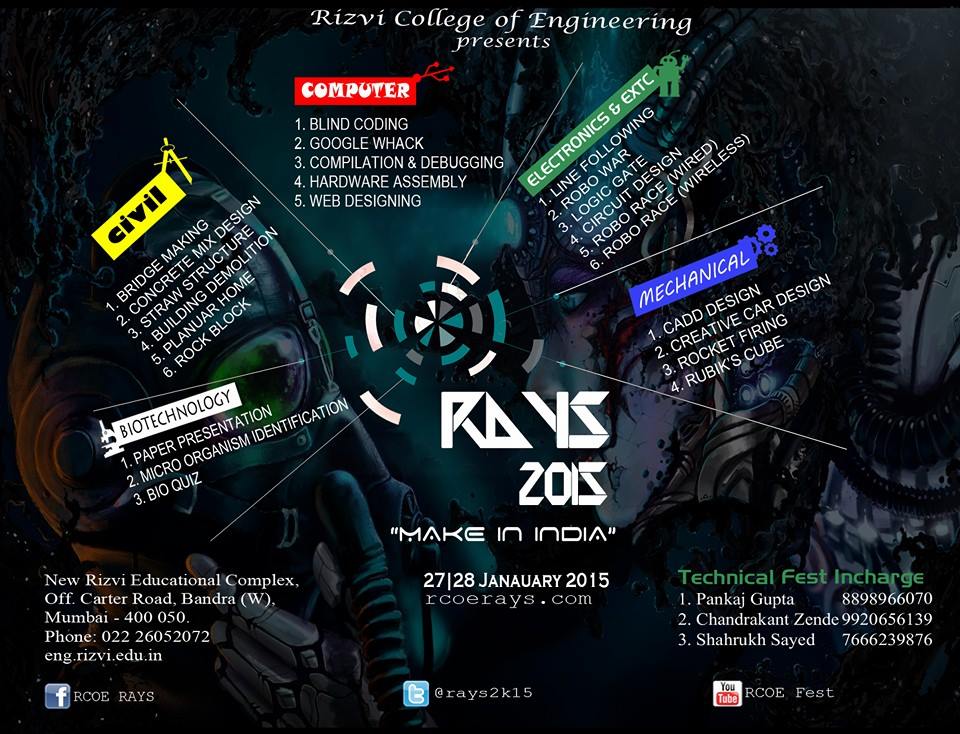 Rizvi College of Engineering
presents
COMPUTER
1. BLIND CODING
2. GOOGLE WHACK
3. COMPILATION & DEBUGGING
4. HARDWARE ASSEMBLY
5. WEB DESIGNING
ELECTRONICS & EXTC
1. LINE FOLLOWING
2. ROBO WAR
3. LOGIC GATE
4. CIRCUIT DESIGN
5. ROBO RACE (WIRED)
6. ROBO RACE (WIRELESS)
civil
1. BRIDGE MAKING
2. CONCRETE MIX DESIGN
3. STRAW STRUCTURE
4. BUILDING DEMOLITION
5. PLANUAR HOME
6. ROCK BLOCK
MECHANICAL
1. CADD DESIGN
2. CREATIVE CAR DESIGN
3. ROCKET FIRING
4. RUBIK'S CUBE
BIOTECHNOLOGY
1. PAPER PRESENTATION
2. MICRO ORGANISM IDENTIFICATION
3. BIO QUIZ
RAYS
2015
"MAKE IN INDIA"
27|28 JANAUARY 2015
rcoerays.com
New Rizvi Educational Complex,
Off. Carter Road, Bandra (W),
Mumbai - 400 050.
Phone: 022 26052072
eng.rizvi.edu.in
Technical Fest Incharge
1. Pankaj Gupta 8898966070
2. Chandrakant Zende 9920656139
3. Shahrukh Sayed 7666239876
f RCOE RAYS
@rays2k15
You Tube RCOE Fest